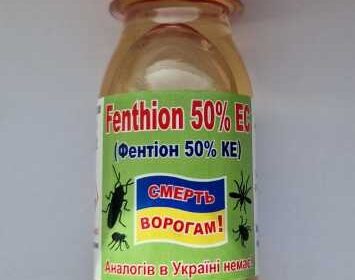 Fenthion 50% EC
(Фентіон 50% КЕ)
СМЕРТЬ
ВОРОГАМ!
Аналогів в Україні немає